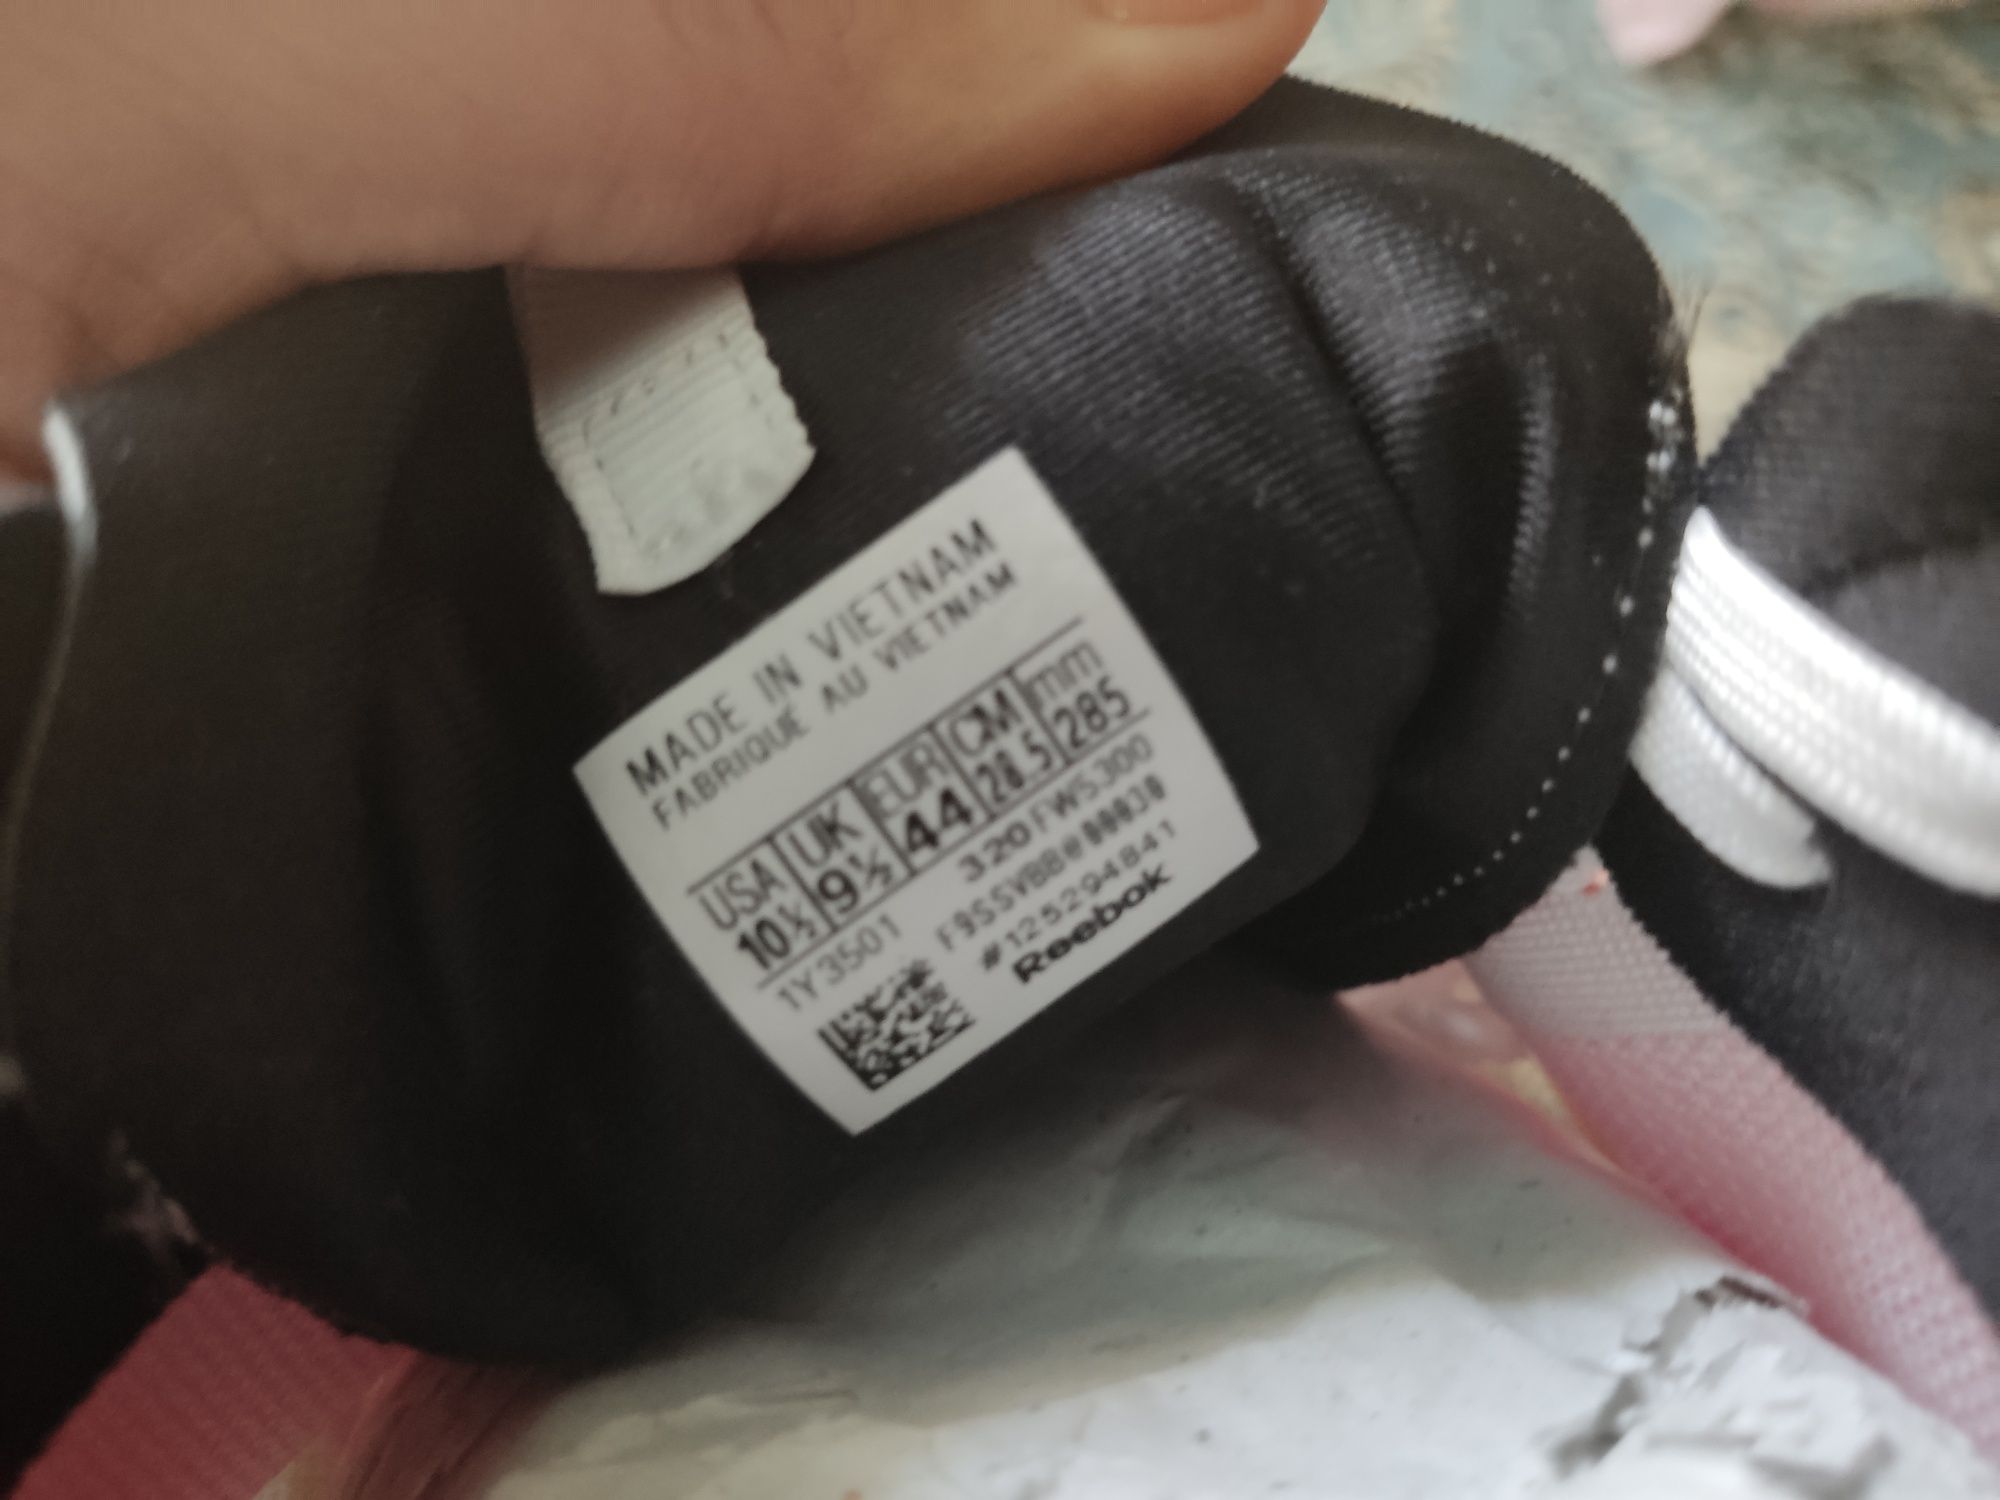 MADE IN VIETNAM
FABRIQUÉ AU VIETNAM
USA UK EUR CM mm
10½ 9½ 44 28.5 285
320 FW5300
1Y3501
#125294841
Reebok